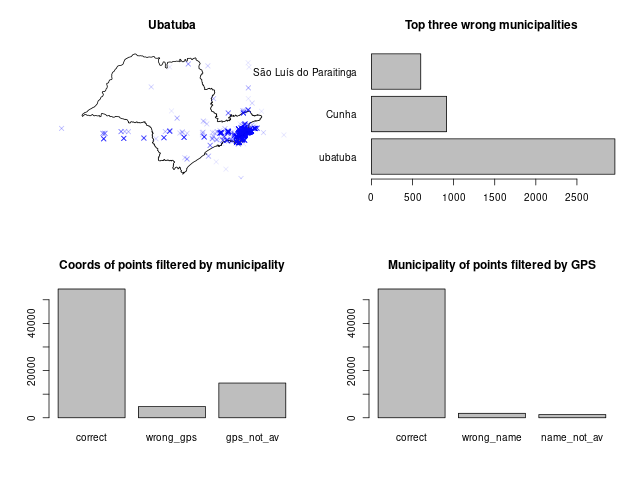 Ubatuba
Top three wrong municipalities
São Luís do Paraitinga
Cunha
ubatuba
0 500 1000 1500 2000 2500
Coords of points filtered by municipality
0 20000 40000
correct wrong_gps gps_not_av
Municipality of points filtered by GPS
0 20000 40000
correct wrong_name name_not_av